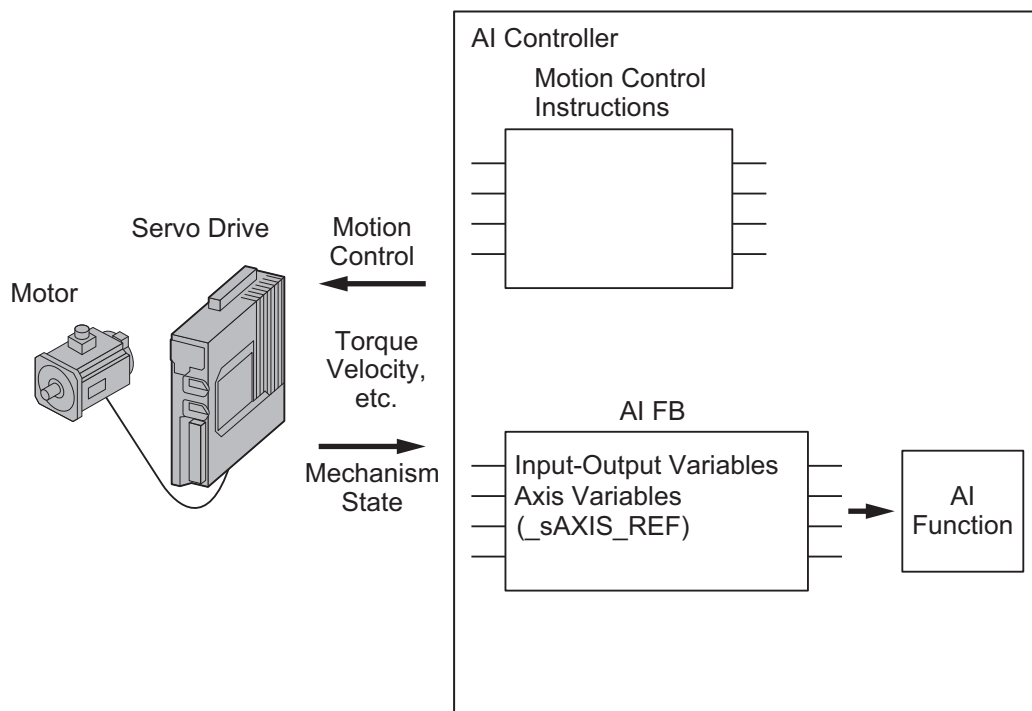 AI Controller
Motion Control
Instructions
Servo Drive
Motion
Control
Motor
Torque
Velocity,
etc.
Mechanism
State
AI FB
Input-Output Variables
Axis Variables
(_sAXIS_REF)
AI
Function